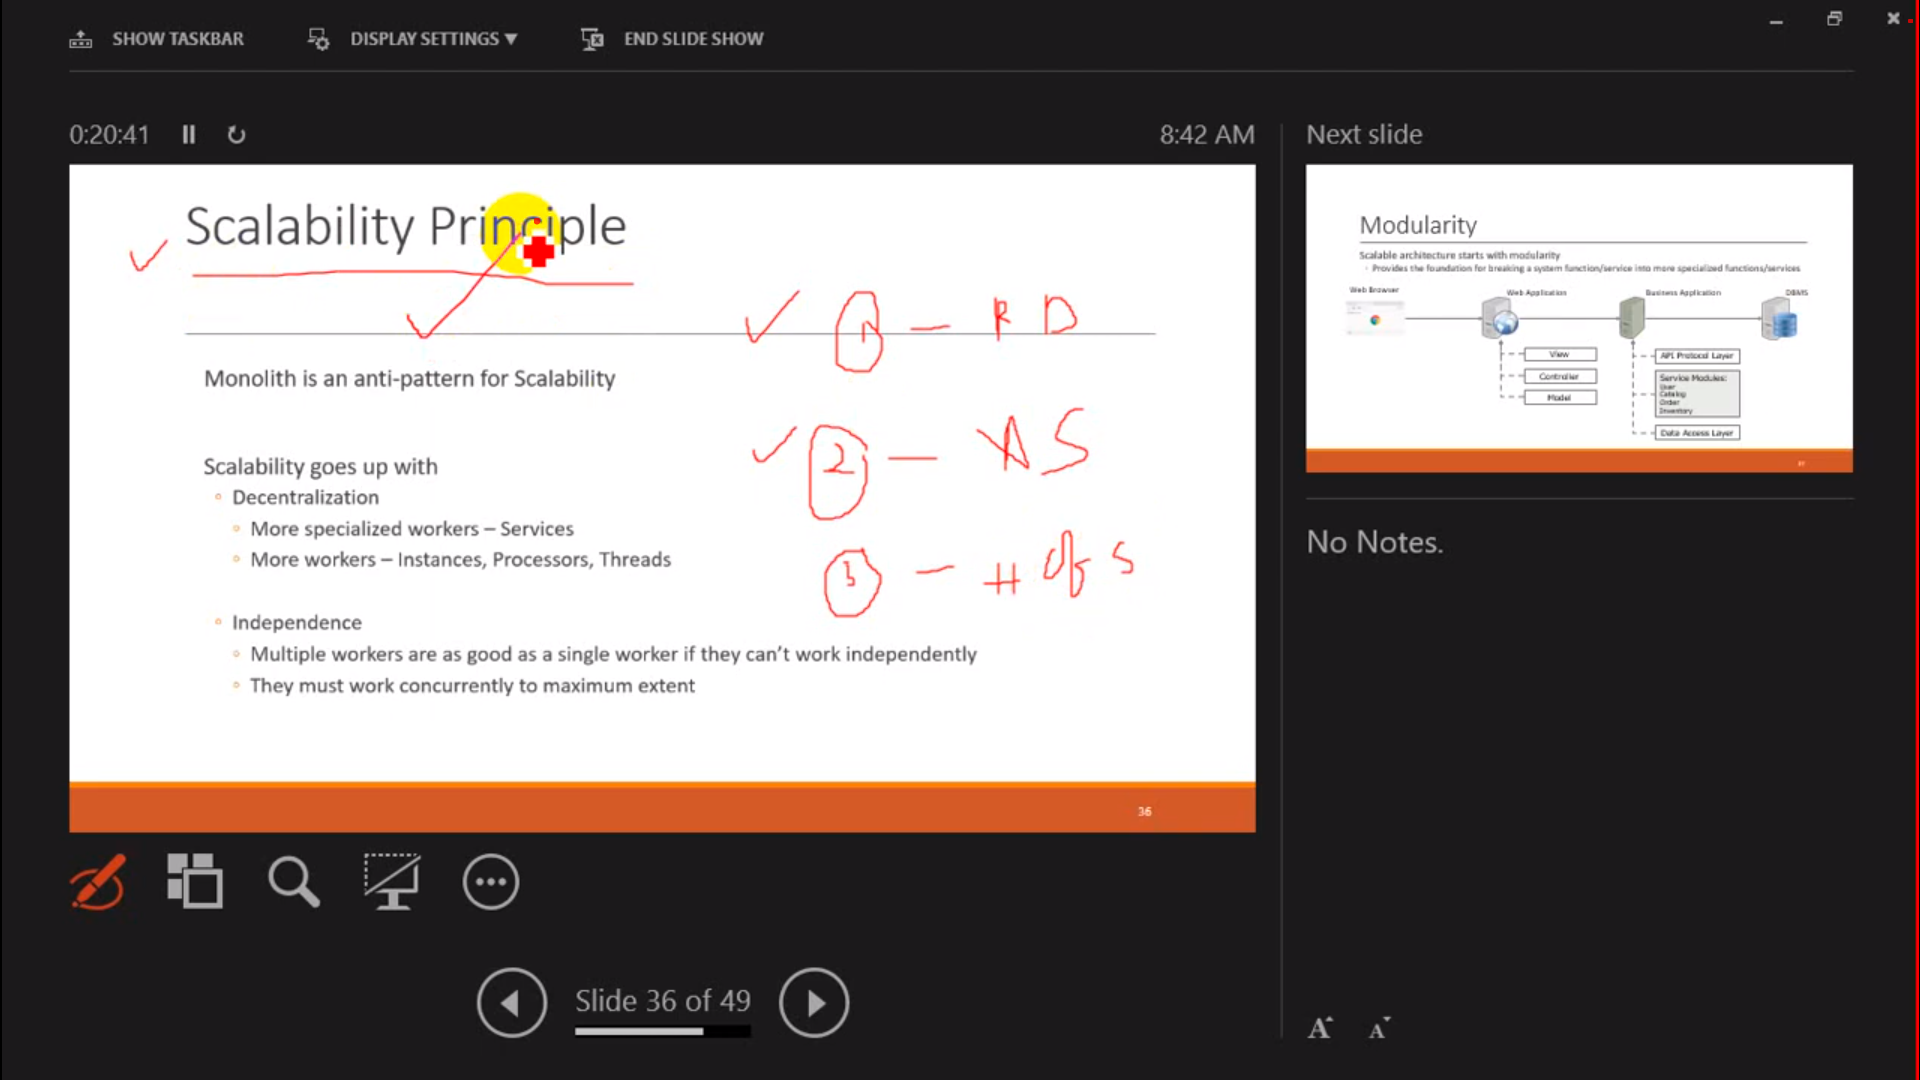 SHOW TASKBAR
DISPLAY SETTINGS ▼
END SLIDE SHOW
0:20:41
8:42 AM
Scalability Principle
1 - R D
Monolith is an anti-pattern for Scalability
2 - S
3 - # of s
Scalability goes up with
Decentralization
More specialized workers – Services
More workers – Instances, Processors, Threads
Independence
Multiple workers are as good as a single worker if they can't work independently
They must work concurrently to maximum extent
36
Next slide
Modularity
Scalable architecture starts with modularity
Provides the foundation for breaking a system function/service into more specialized functions/services
Web Browser
Web Application
Business Application
DBMS
View
Controller
Model
API Protocol Layer
Service Modules:
User
Catalog
Order
Inventory
Data Access Layer
No Notes.
Slide 36 of 49
A A